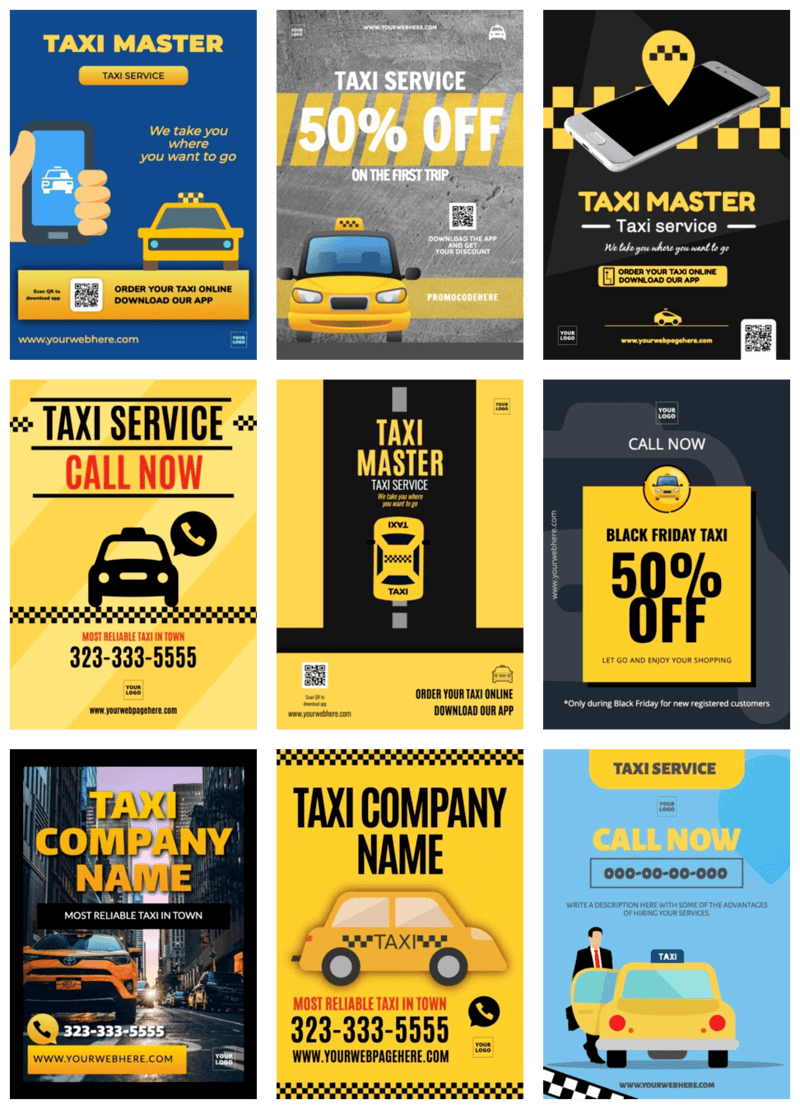 TAXI MASTER
TAXI SERVICE
We take you
where
you want to go
Scan QR to
download app
ORDER YOUR TAXI ONLINE
DOWNLOAD OUR APP
www.yourwebhere.com
YOUR
LOGO
YOUR
LOGO
www.yourwebhere.com
TAXI SERVICE
50% OFF
ON THE FIRST TRIP
DOWNLOAD THE APP
AND GET
YOUR DISCOUNT
PROMOCODEHERE
TAXI MASTER
Taxi service
We take you where you want to go
ORDER YOUR TAXI ONLINE
DOWNLOAD OUR APP
YOUR
LOGO
www.yourwebpagehere.com
TAXI SERVICE
CALL NOW
MOST RELIABLE TAXI IN TOWN
323-333-5555
YOUR
LOGO
www.yourwebpagehere.com
YOUR
LOGO
TAXI
MASTER
TAXI SERVICE
We take you where
you want to go
TAXI
TAXI
Scan QR to
download app
www.yourwebhere.com
ORDER YOUR TAXI ONLINE
DOWNLOAD OUR APP
YOUR
LOGO
CALL NOW
www.yourwebhere.com
BLACK FRIDAY TAXI
50%
OFF
LET GO AND ENJOY YOUR SHOPPING
*Only during Black Friday for new registered customers
TAXI
COMPANY
NAME
MOST RELIABLE TAXI IN TOWN
323-333-5555
WWW.YOURWEBHERE.COM
YOUR
LOGO
TAXI COMPANY
NAME
TAXI
MOST RELIABLE TAXI IN TOWN
323-333-5555
WWW.YOURWEBPAGEHERE.COM
YOUR
LOGO
TAXI SERVICE
YOUR
LOGO
CALL NOW
000-00-00-000
WRITE A DESCRIPTION HERE WITH SOME OF THE ADVANTAGES
OF HIRING YOUR SERVICES.
TAXI
WWW.YOURWEBHERE.COM